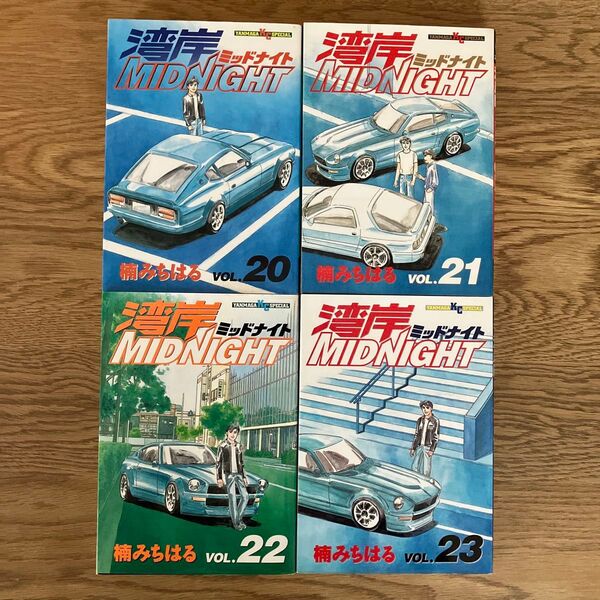 YANMAGA KC SPECIAL
湾岸
ミッドナイト
MIDNIGHT
楠みちはる VOL.20
YANMAGA KC SPECIAL
湾岸
ミッドナイト
MIDNIGHT
楠みちはる VOL.21
YANMAGA KC SPECIAL
湾岸
ミッドナイト
MIDNIGHT
楠みちはる VOL.22
YANMAGA KC SPECIAL
湾岸
ミッドナイト
MIDNIGHT
楠みちはる VOL.23